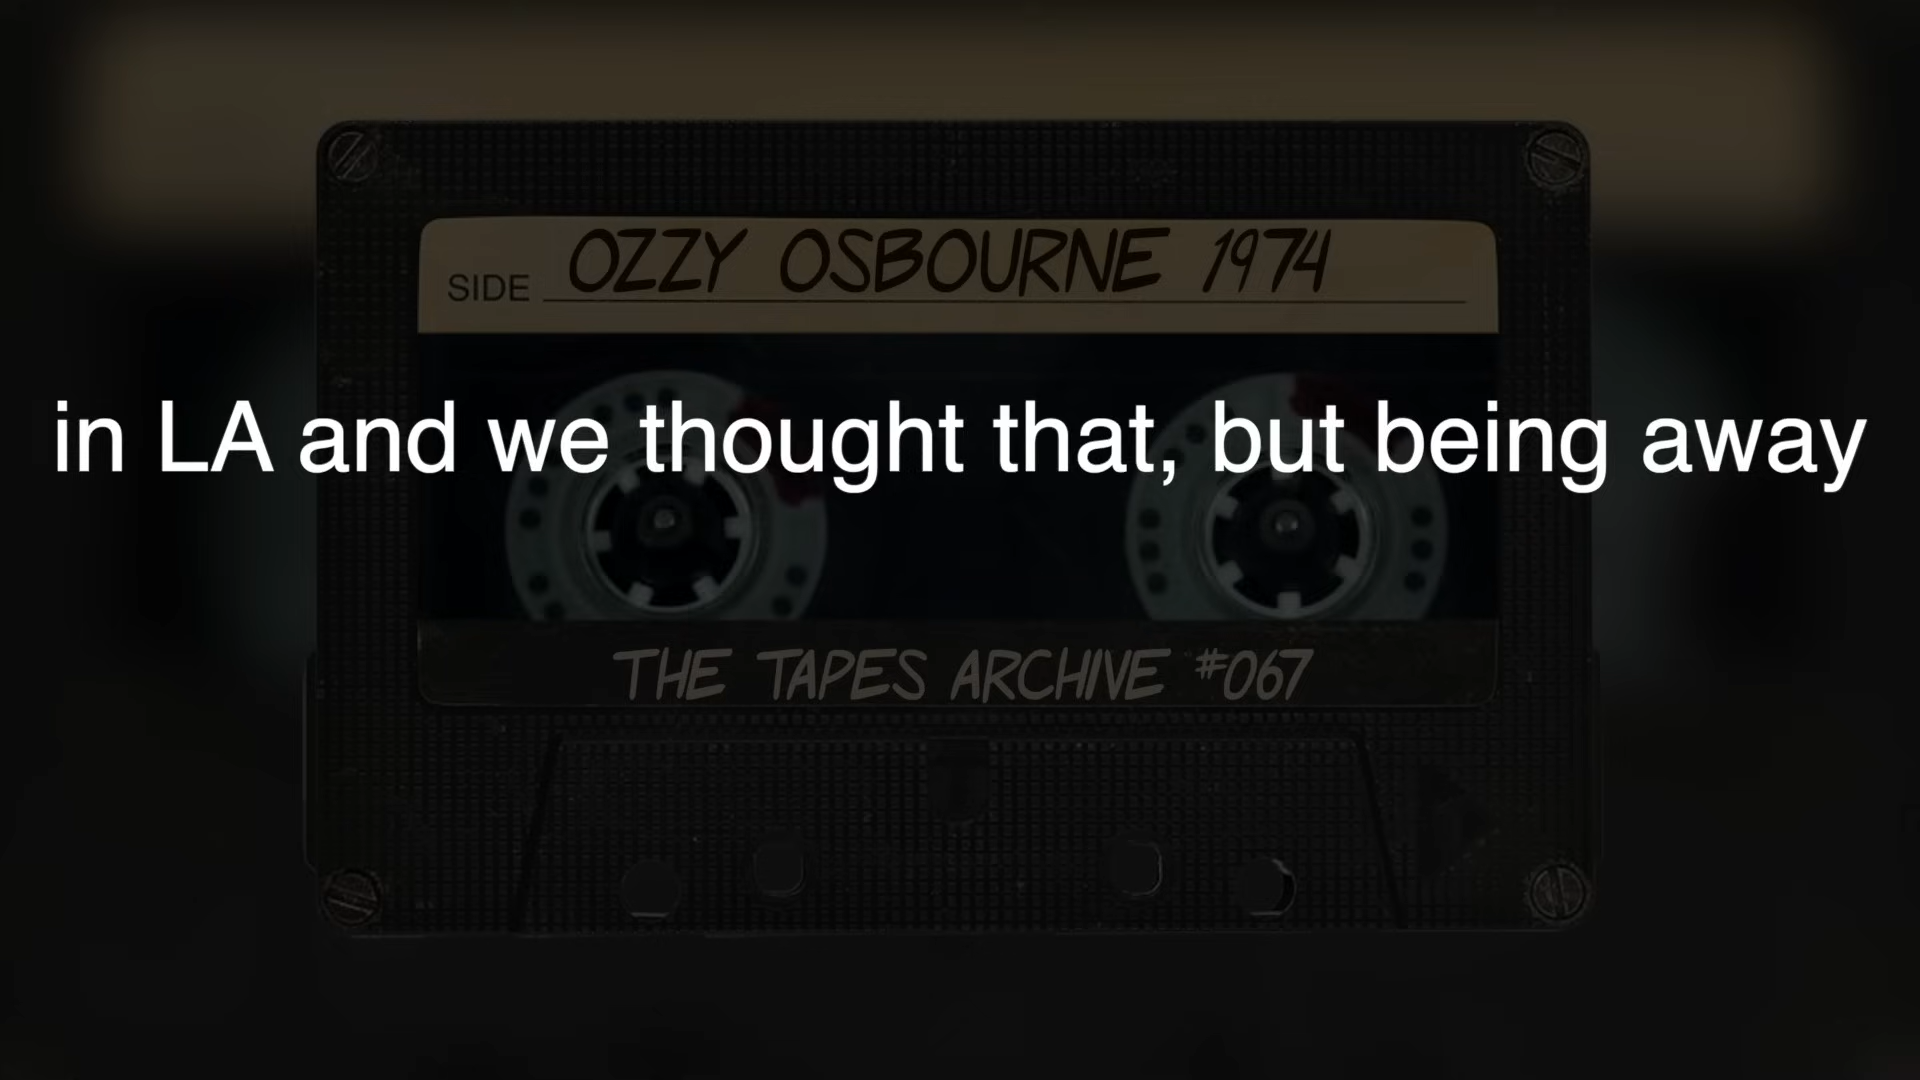 SIDE OZZY OSBOURNE 1974
in LA and we thought that, but being away
THE TAPES ARCHIVE #067